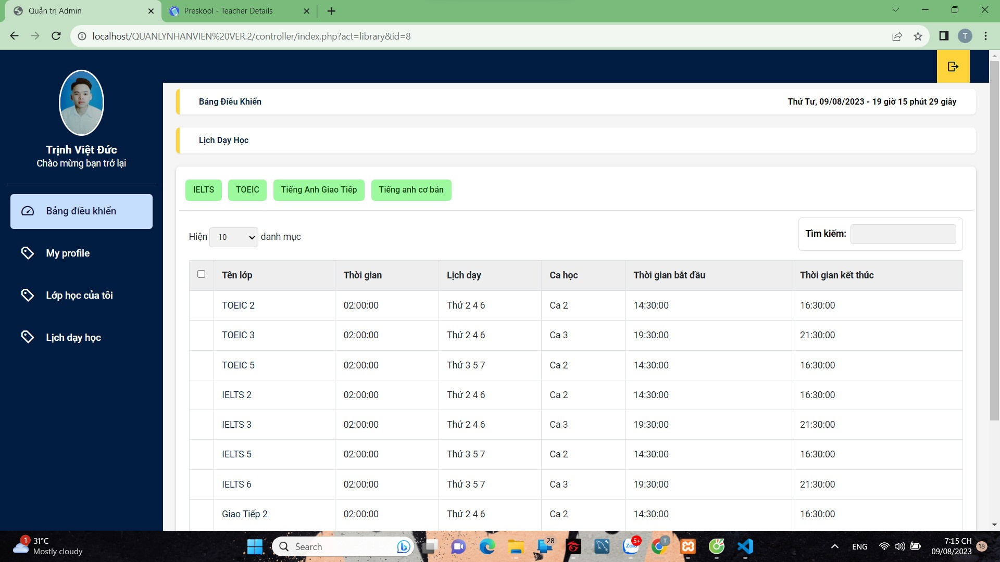 Quản trị Admin
Preskool - Teacher Details
localhost/QUANLYNHANVIEN%20VER.2/controller/index.php?act=library&id=8
T
Trịnh Việt Đức
Chào mừng bạn trở lại
Bảng điều khiển
My profile
Lớp học của tôi
Lịch dạy học
Bảng Điều Khiển
Thứ Tư, 09/08/2023 - 19 giờ 15 phút 29 giây
Lịch Dạy Học
IELTS TOEIC Tiếng Anh Giao Tiếp Tiếng anh cơ bản
Hiện 10 danh mục
Tìm kiếm:
Tên lớp Thời gian Lịch dạy Ca học Thời gian bắt đầu Thời gian kết thúc
TOEIC 2 02:00:00 Thứ 2 4 6 Ca 2 14:30:00 16:30:00
TOEIC 3 02:00:00 Thứ 2 4 6 Ca 3 19:30:00 21:30:00
TOEIC 5 02:00:00 Thứ 3 5 7 Ca 2 14:30:00 16:30:00
IELTS 2 02:00:00 Thứ 2 4 6 Ca 2 14:30:00 16:30:00
IELTS 3 02:00:00 Thứ 2 4 6 Ca 3 19:30:00 21:30:00
IELTS 5 02:00:00 Thứ 3 5 7 Ca 2 14:30:00 16:30:00
IELTS 6 02:00:00 Thứ 3 5 7 Ca 3 19:30:00 21:30:00
Giao Tiếp 2 02:00:00 Thứ 2 4 6 Ca 2 14:30:00 16:30:00
1
31°C
Mostly cloudy
Search
28
Zalo
5+
T
ENG
7:15 CH
09/08/2023
18